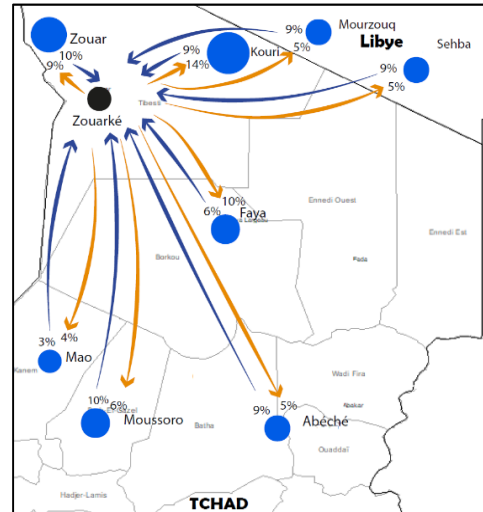 Zouar
10%
9%
Zouarké
Tibesti
9%
Kouri
14%
9%
Mourzouq
5%
Libye
Sehba
9%
5%
10%
6%
Faya
Ennedi Ouest
Ennedi Est
Borkou
Fada
3%
4%
Mao
Kanem
10%
6%
Moussoro
Batha
9%
5%
Abéché
Wadi Fira
Ouaddaï
Hadjer-Lamis
TCHAD